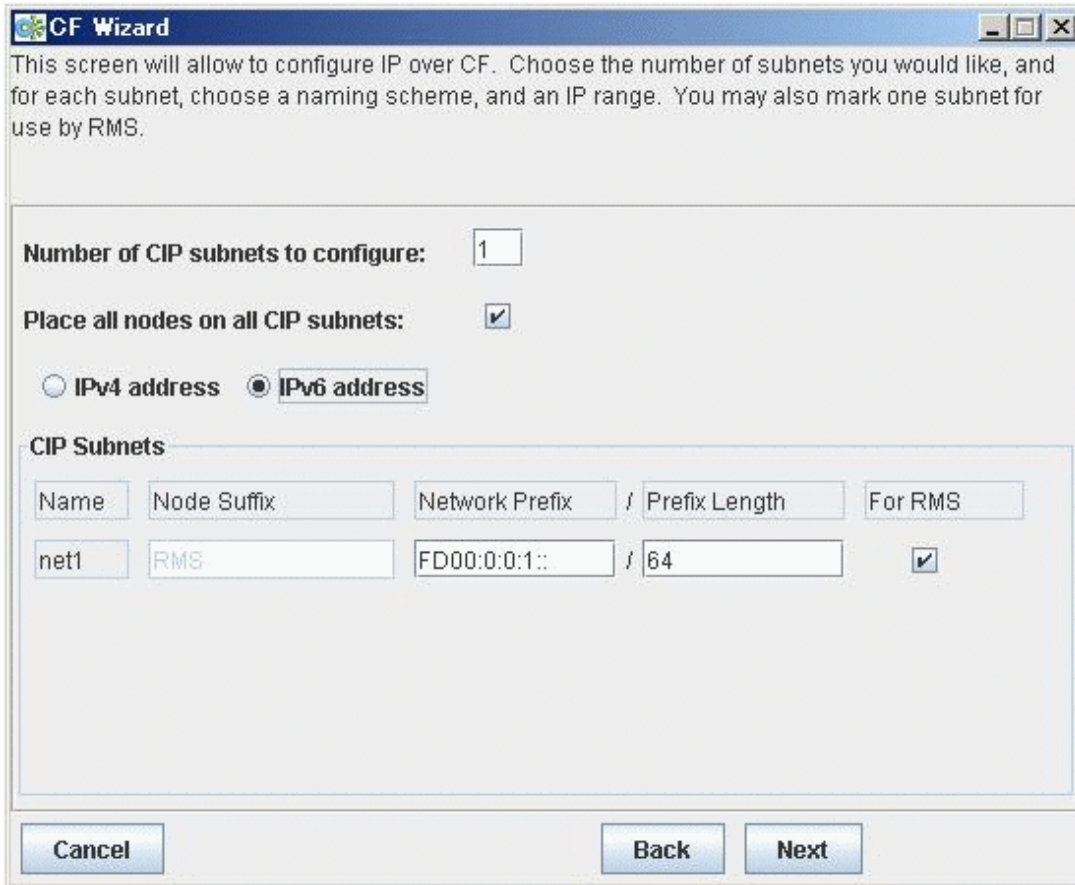 CF Wizard
This screen will allow to configure IP over CF. Choose the number of subnets you would like, and
for each subnet, choose a naming scheme, and an IP range. You may also mark one subnet for
use by RMS.
Number of CIP subnets to configure: 1
Place all nodes on all CIP subnets:
IPv4 address IPv6 address
CIP Subnets
Name Node Suffix Network Prefix / Prefix Length For RMS
net1 RMS FD00:0:0:1:: / 64
Cancel Back Next